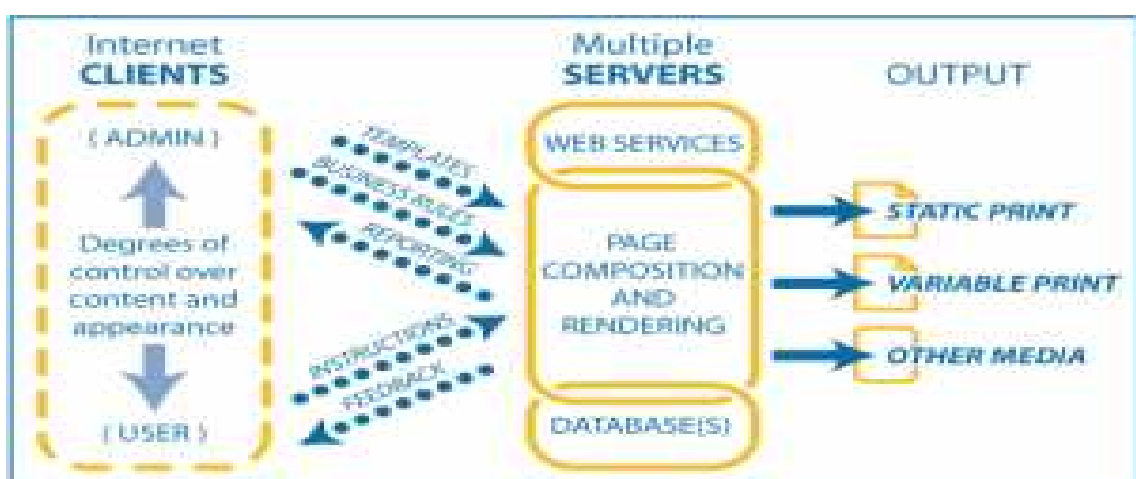 Internet
CLIENTS
( ADMIN )
Degrees of
control over
content and
appearance
( USER )
TEMPLATES
BUSINESS RULES
REPORTING
INSTRUCTIONS
FEEDBACK
Multiple
SERVERS
WEB SERVICES
PAGE
COMPOSITION
AND
RENDERING
DATABASE(S)
OUTPUT
STATIC PRINT
VARIABLE PRINT
OTHER MEDIA